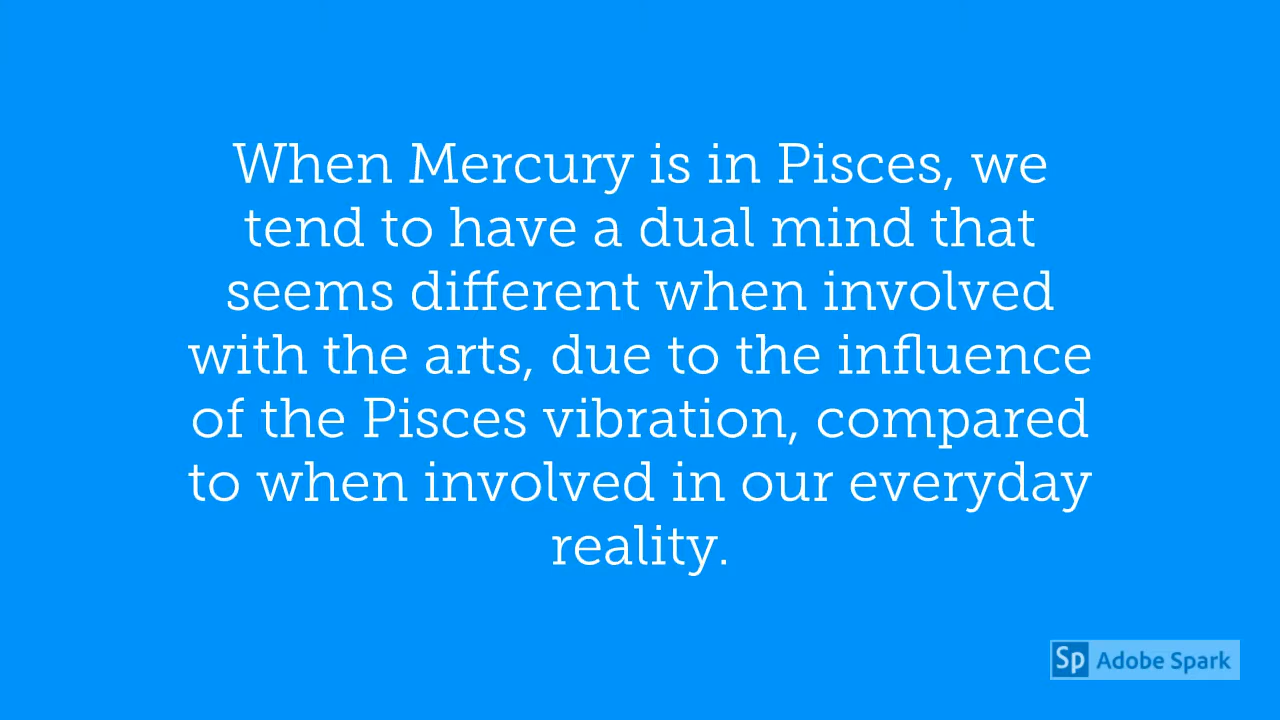 When Mercury is in Pisces, we
tend to have a dual mind that
seems different when involved
with the arts, due to the influence
of the Pisces vibration, compared
to when involved in our everyday
reality.
Sp Adobe Spark